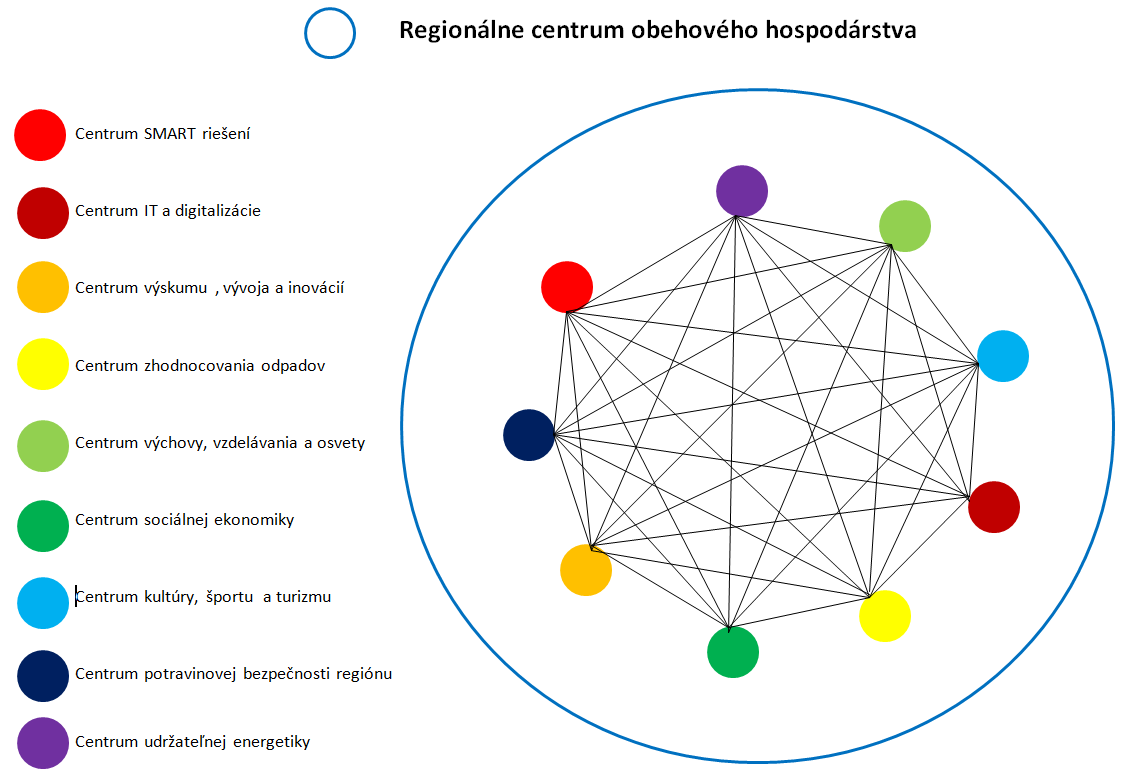 Regionálne centrum obehového hospodárstva
Centrum SMART riešení
Centrum IT a digitalizácie
Centrum výskumu , vývoja a inovácií
Centrum zhodnocovania odpadov
Centrum výchovy, vzdelávania a osvety
Centrum sociálnej ekonomiky
Centrum kultúry, športu a turizmu
Centrum potravinovej bezpečnosti regiónu
Centrum udržateľnej energetiky